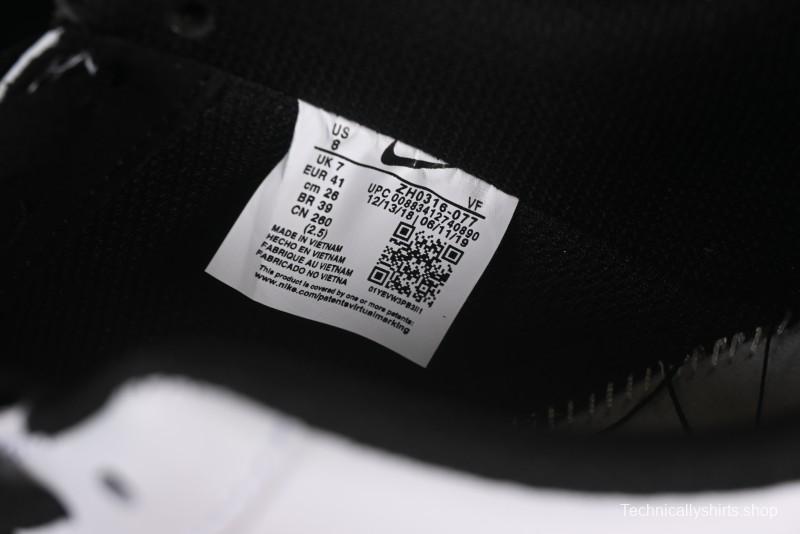 US
8
UK 7
EUR 41
cm 26
BR 39
CN 260
(2.5)
VF
ZH0316-077
UPC 00883412740890
12/13/18 | 06/11/19
MADE IN VIETNAM
HECHO EN VIETNAM
FABRIQUE AU VIETNAM
FABRICADO NO VIETNA
01YEVW3PB3I1
This product is covered by one or more patents:
www.nike.com/patentsvirtualmarking
Technicallyshirts.shop